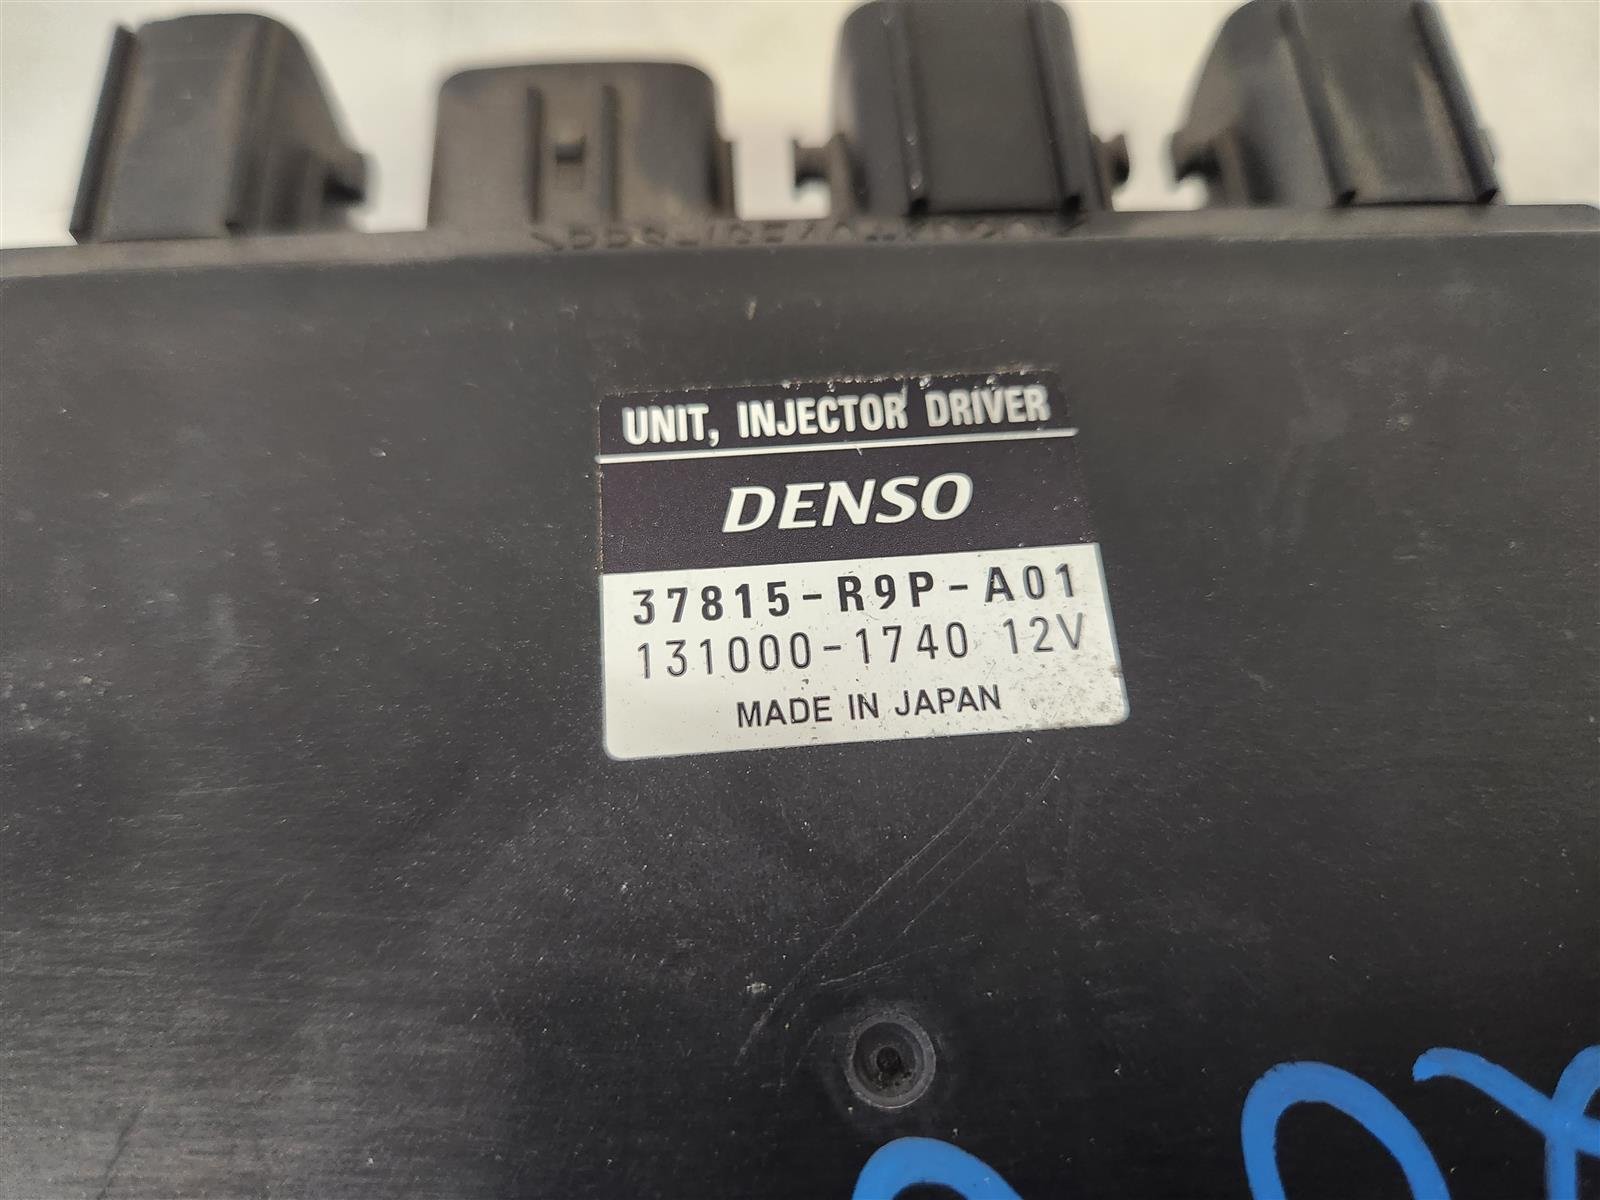 UNIT, INJECTOR DRIVER
DENSO
37815-R9P-A01
131000-1740 12V
MADE IN JAPAN